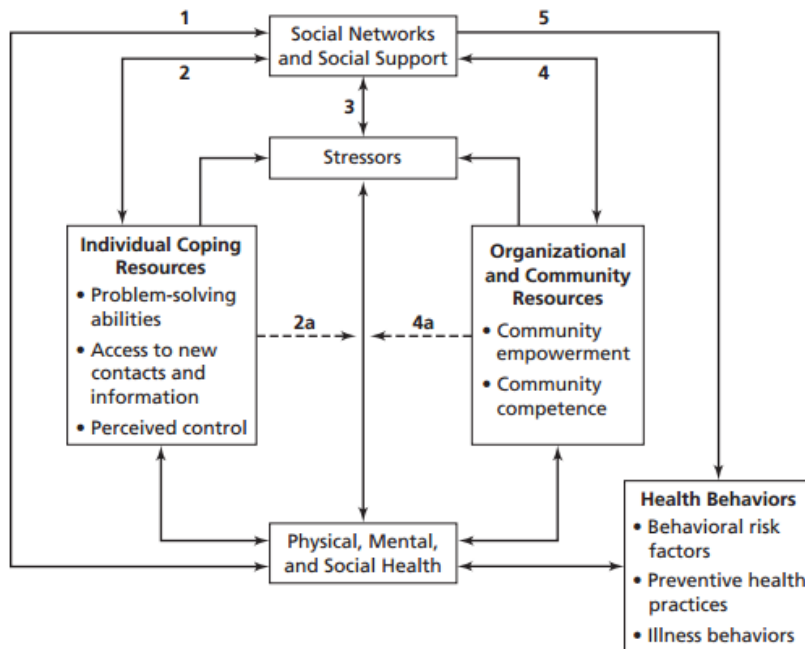 1
5
Social Networks
and Social Support
2
4
3
Stressors
Individual Coping
Resources
• Problem-solving
abilities
• Access to new
contacts and
information
• Perceived control
2a
4a
Organizational
and Community
Resources
• Community
empowerment
• Community
competence
Physical, Mental,
and Social Health
Health Behaviors
• Behavioral risk
factors
• Preventive health
practices
• Illness behaviors